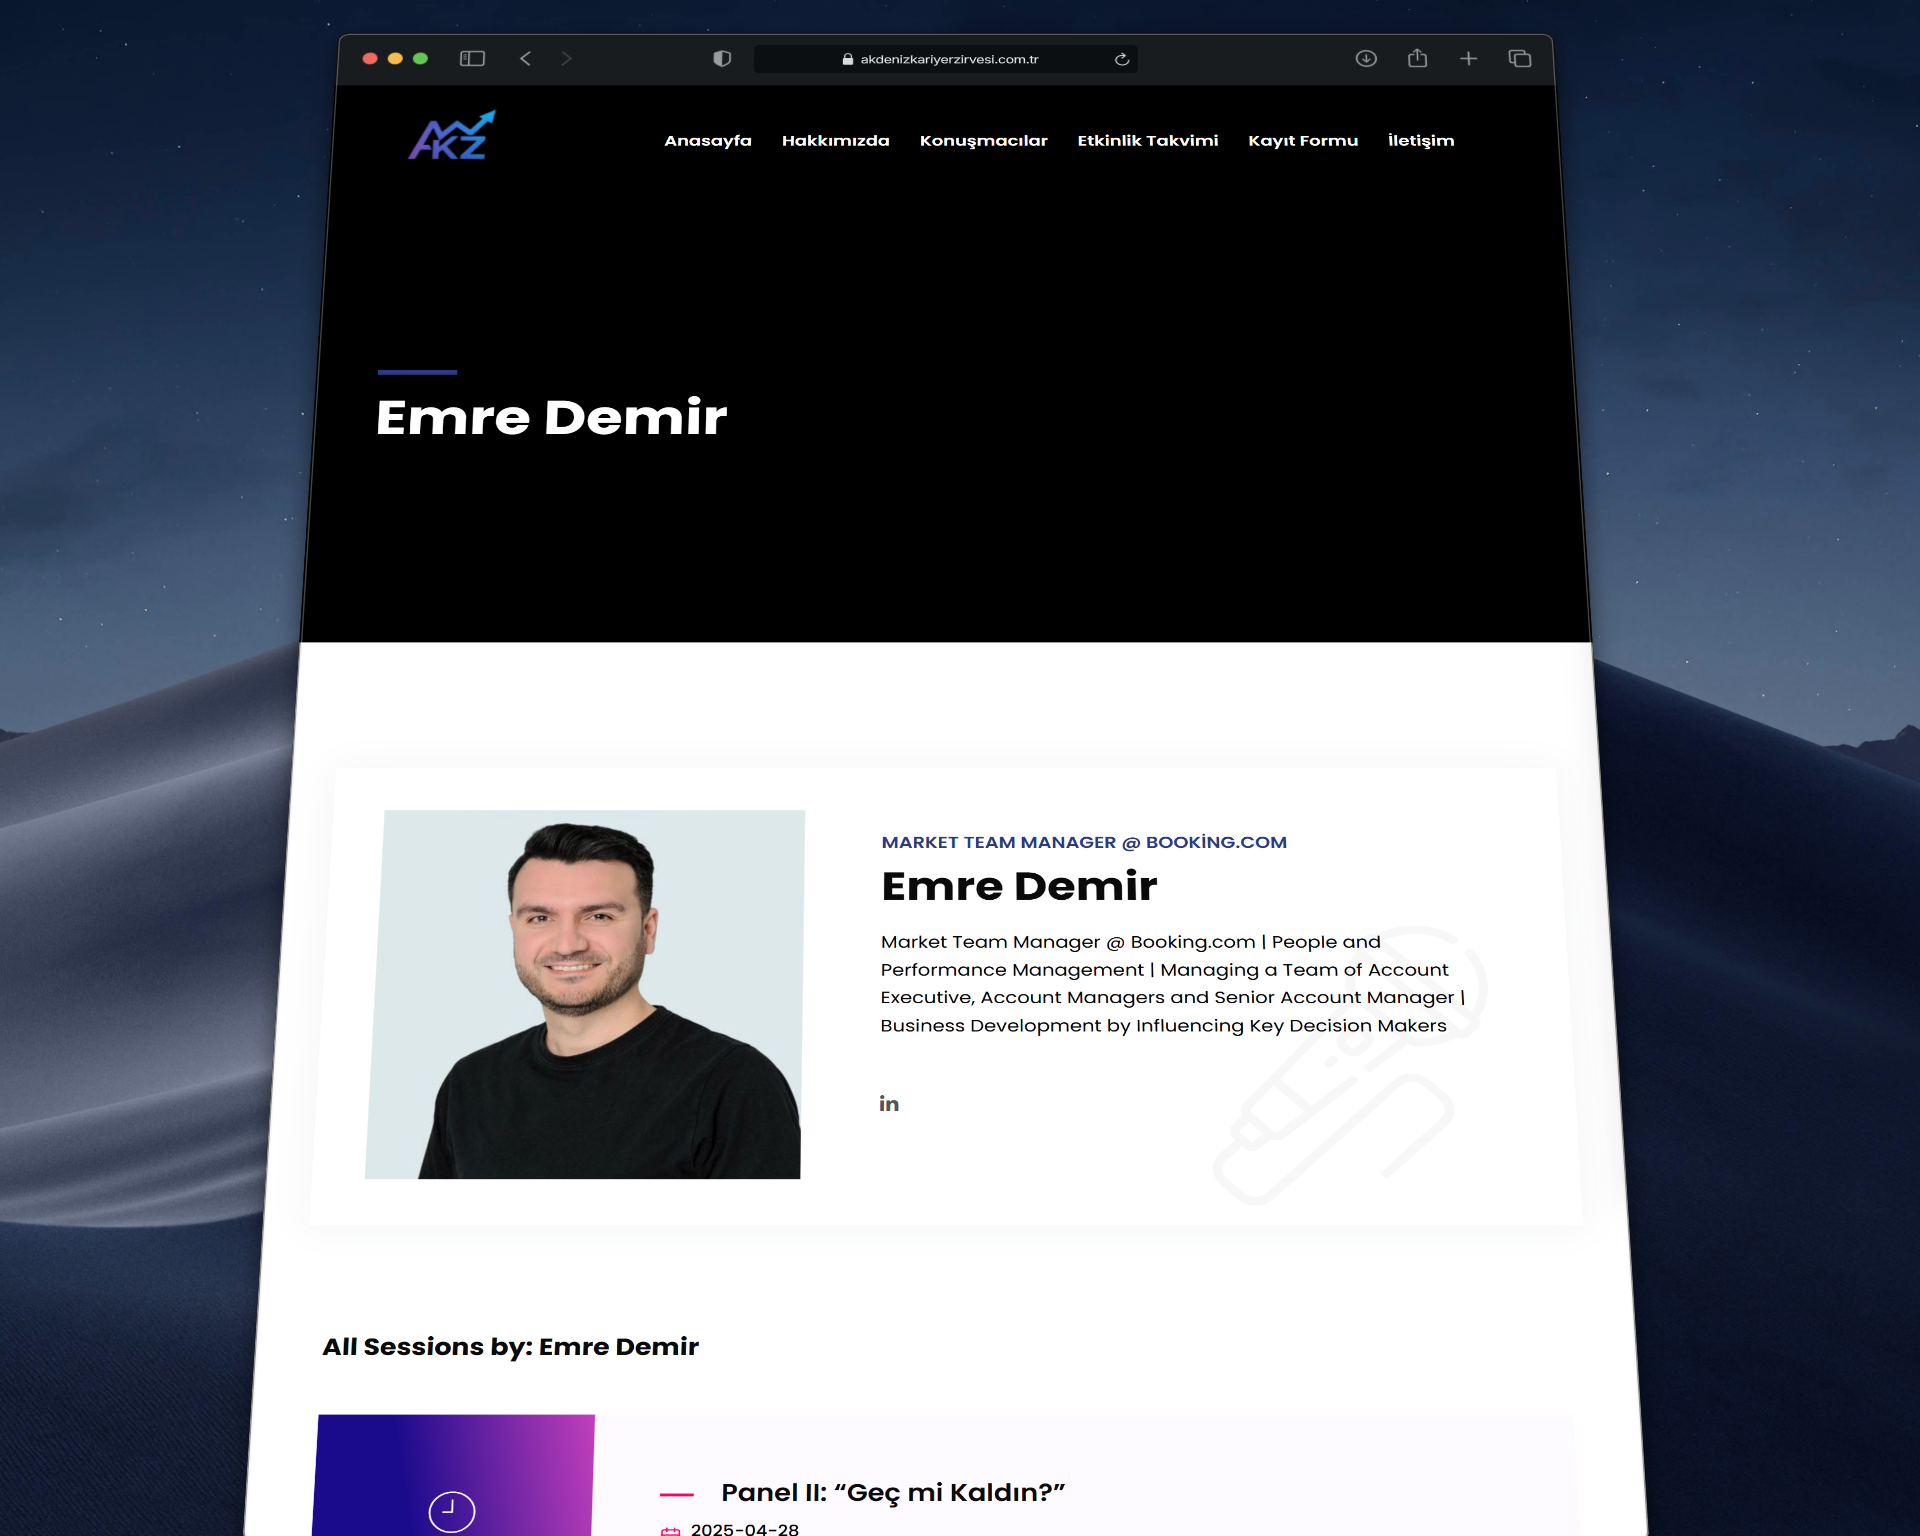 akdenizkariyerzirvesi.com.tr
AKZ
Anasayfa Hakkımızda Konuşmacılar Etkinlik Takvimi Kayıt Formu İletişim
Emre Demir
MARKET TEAM MANAGER @ BOOKİNG.COM
Emre Demir
Market Team Manager @ Booking.com | People and
Performance Management | Managing a Team of Account
Executive, Account Managers and Senior Account Manager |
Business Development by Influencing Key Decision Makers
in
All Sessions by: Emre Demir
Panel II: “Geç mi Kaldın?”
2025-04-28